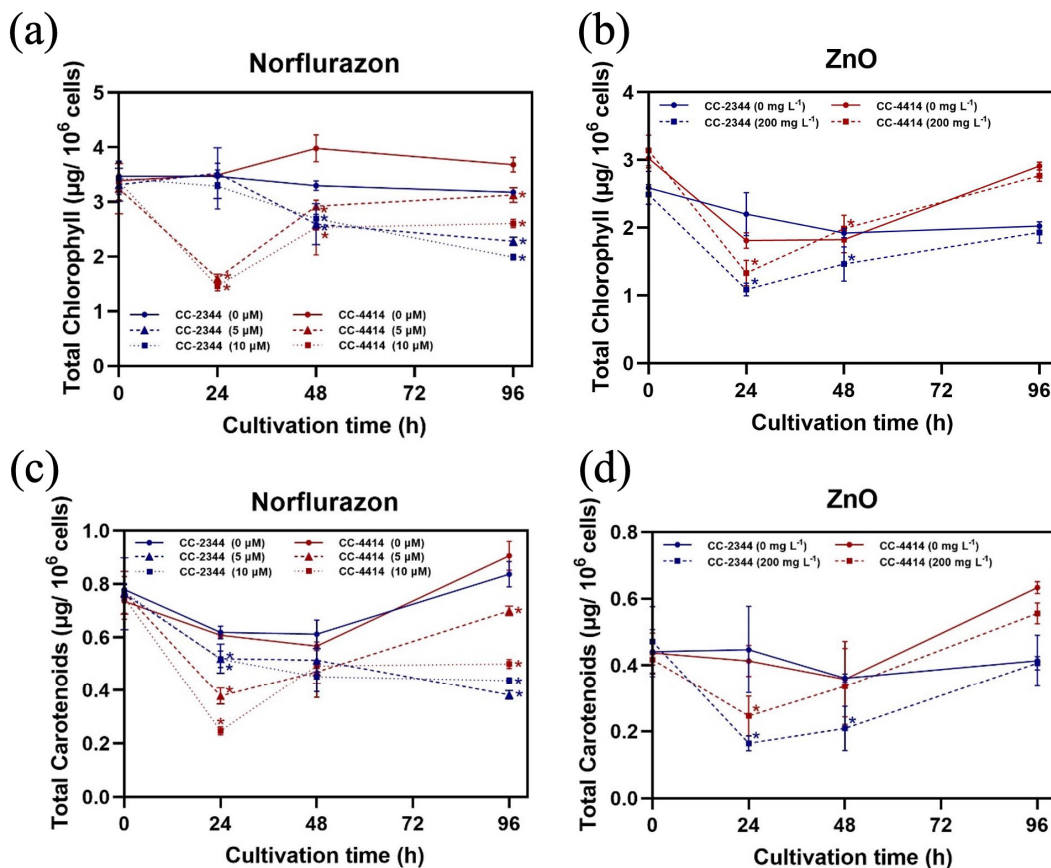 (a)
Norflurazon
Total Chlorophyll (µg/ 10⁶ cells)
5
4
3
2
1
0
CC-2344 (0 µM) CC-4414 (0 µM)
CC-2344 (5 µM) CC-4414 (5 µM)
CC-2344 (10 µM) CC-4414 (10 µM)
* * * * * * * * * *
0 24 48 72 96
Cultivation time (h)
(b)
ZnO
Total Chlorophyll (µg/ 10⁶ cells)
4
3
2
1
0
CC-2344 (0 mg L⁻¹) CC-4414 (0 mg L⁻¹)
CC-2344 (200 mg L⁻¹) CC-4414 (200 mg L⁻¹)
* * * *
0 24 48 72 96
Cultivation time (h)
(c)
Norflurazon
Total Carotenoids (µg/ 10⁶ cells)
1.0
0.8
0.6
0.4
0.2
0.0
CC-2344 (0 µM) CC-4414 (0 µM)
CC-2344 (5 µM) CC-4414 (5 µM)
CC-2344 (10 µM) CC-4414 (10 µM)
* * * * * * * *
0 24 48 72 96
Cultivation time (h)
(d)
ZnO
Total Carotenoids (µg/ 10⁶ cells)
0.8
0.6
0.4
0.2
0.0
CC-2344 (0 mg L⁻¹) CC-4414 (0 mg L⁻¹)
CC-2344 (200 mg L⁻¹) CC-4414 (200 mg L⁻¹)
* * *
0 24 48 72 96
Cultivation time (h)